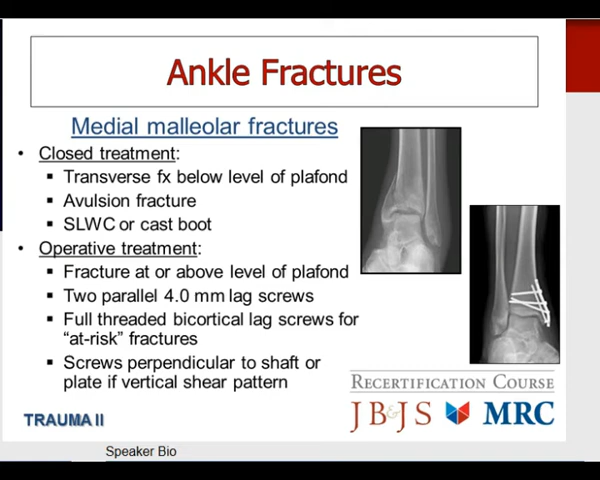 Ankle Fractures
Medial malleolar fractures
• Closed treatment:
▪ Transverse fx below level of plafond
▪ Avulsion fracture
▪ SLWC or cast boot
• Operative treatment:
▪ Fracture at or above level of plafond
▪ Two parallel 4.0 mm lag screws
▪ Full threaded bicortical lag screws for
“at-risk” fractures
▪ Screws perpendicular to shaft or
plate if vertical shear pattern
RECERTIFICATION COURSE
JB&JS MRC
TRAUMA II
Speaker Bio